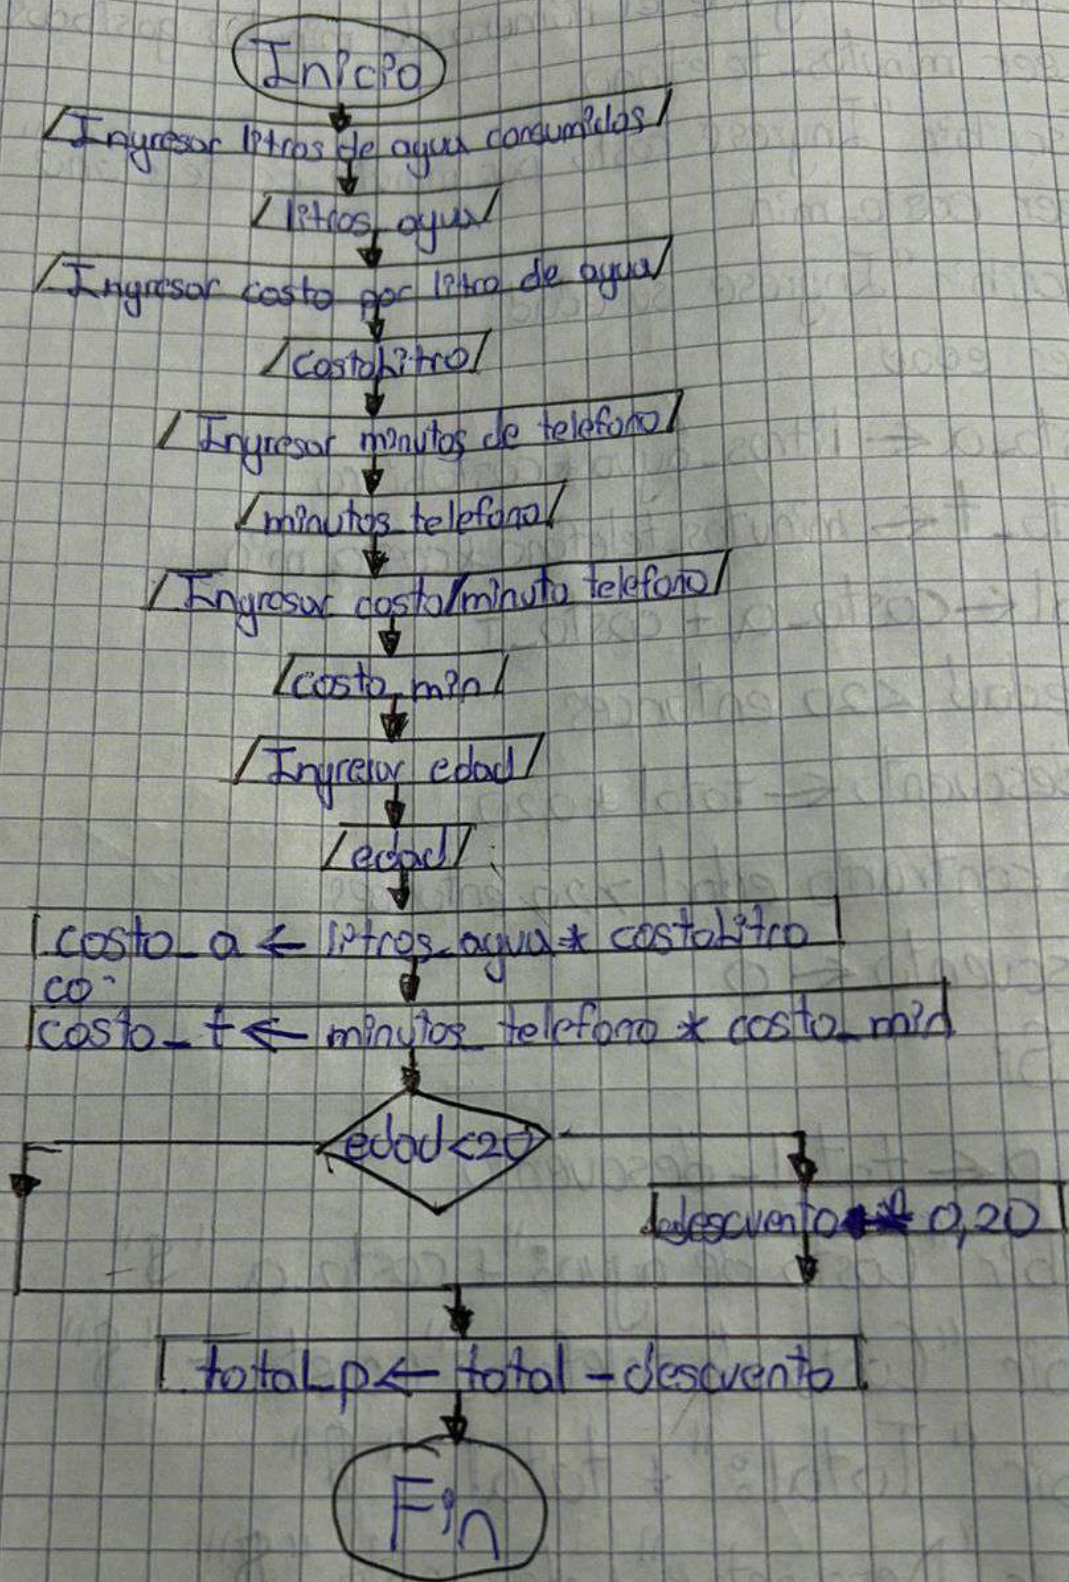 Inicio
Ingresar litros de agua consumidos
litros_agua
Ingresar costo por litro de agua
CostoLitro
Ingresar minutos de telefono
minutos_telefono
Ingresar costo/minuto telefono
costo_min
Ingresar edad
edad
costo_a ← litros_agua * costoLitro
co
costo_t ← minutos_telefono * costo_min
edad<20
descuento 0,20
total_p ← total - descuento
Fin